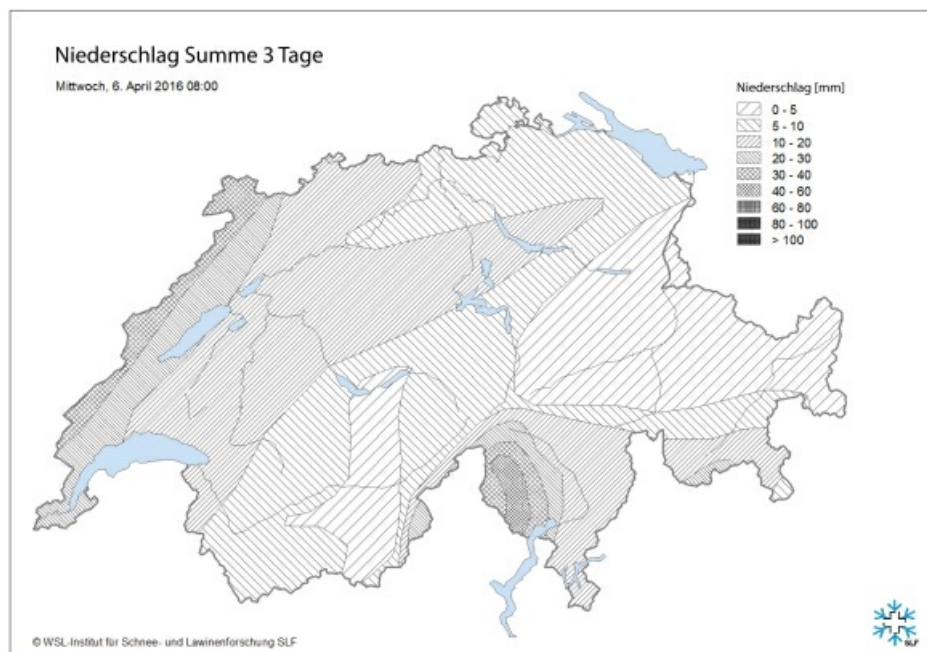 Niederschlag Summe 3 Tage
Mittwoch, 6. April 2016 08:00
Niederschlag [mm]
0 - 5
5 - 10
10 - 20
20 - 30
30 - 40
40 - 60
60 - 80
80 - 100
> 100
© WSL-Institut für Schnee- und Lawinenforschung SLF
SLF